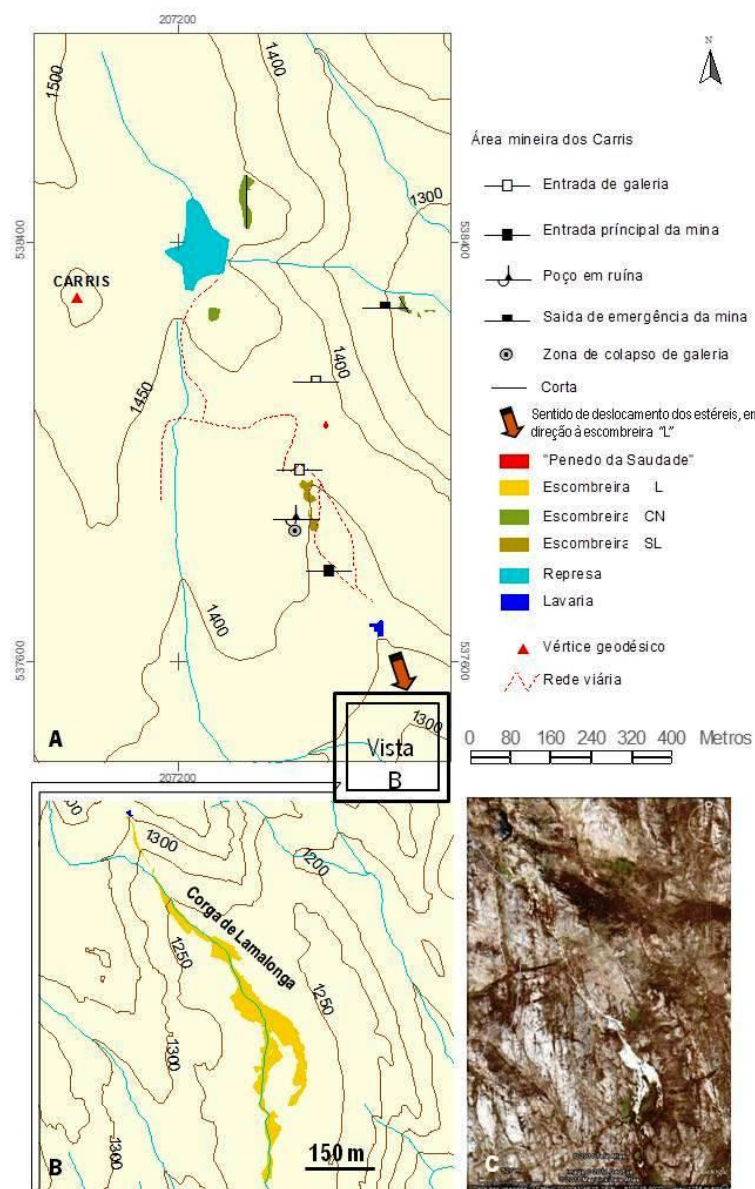 207200
1500
1400
1300
N
Área mineira dos Carris
Entrada de galeria
Entrada príncipal da mina
Poço em ruína
Saida de emergência da mina
Zona de colapso de galeria
Corta
Sentido de deslocamento dos estéreis, en
direção à escombreira "L"
"Penedo da Saudade"
Escombreira L
Escombreira CN
Escombreira SL
Represa
Lavaria
Vértice geodésico
Rede viária
538400
538400
CARRIS
1450
1400
1400
537600
537600
1300
A
Vista
B
0 80 160 240 320 400 Metros
207200
1300
1200
Corga de Lamalonga
1250
1250
1300
1300
150 m
B
C